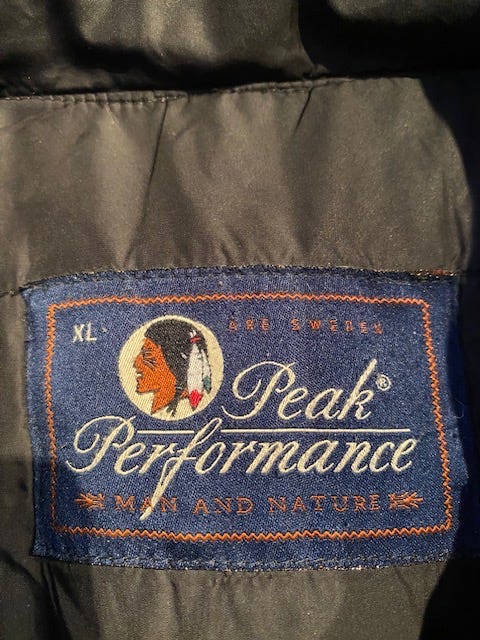 XL
ÅRE SWEDEN
Peak®
Performance
MAN AND NATURE